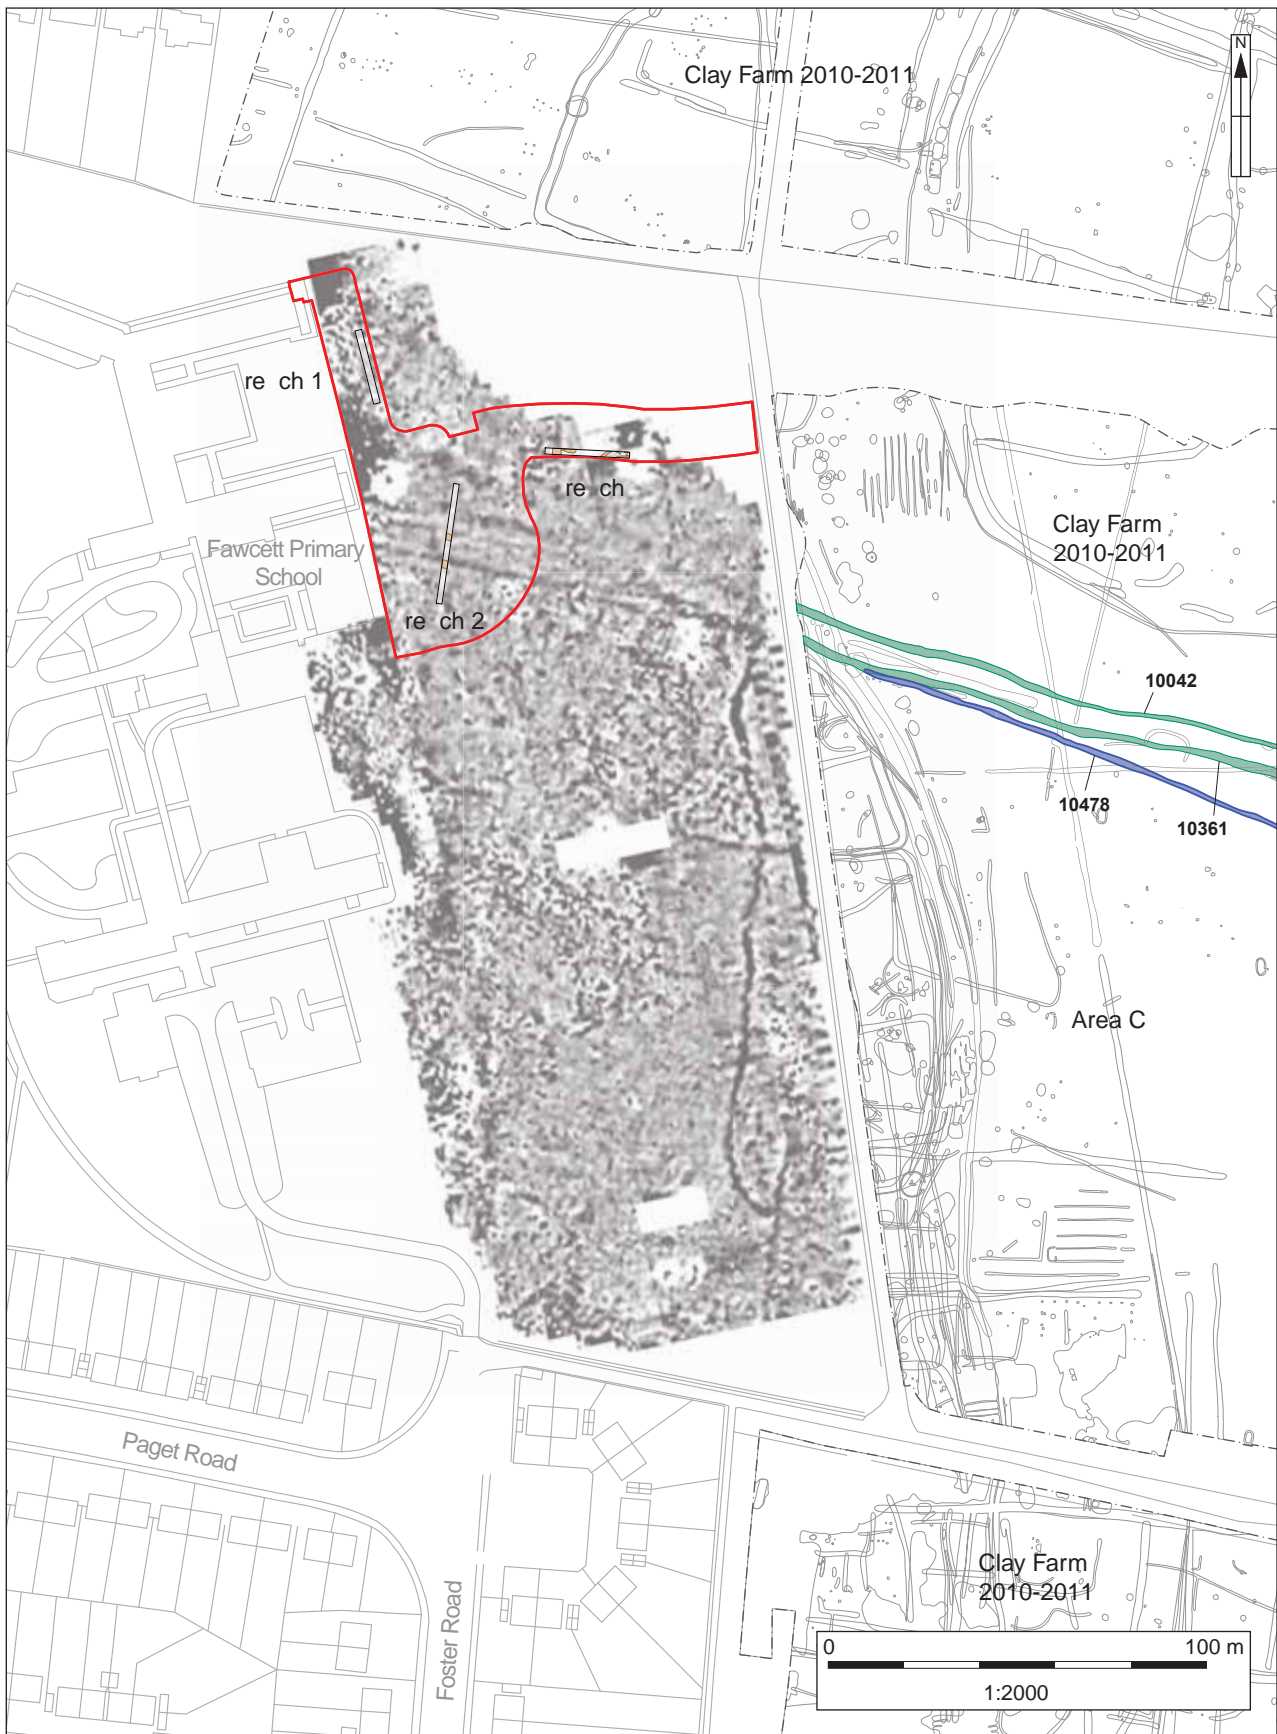 N
Clay Farm 2010-2011
re ch 1
re ch
Clay Farm
2010-2011
Fawcett Primary
School
re ch 2
10042
10478
10361
Area C
Paget Road
Foster Road
Clay Farm
2010-2011
0 100 m
1:2000